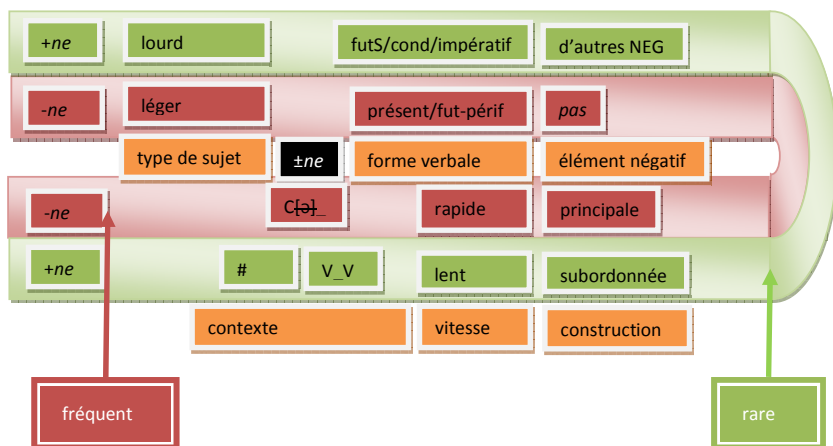 +ne lourd futS/cond/impératif d'autres NEG
-ne léger présent/fut-périf pas
type de sujet ±ne forme verbale élément négatif
-ne C[ə]_ rapide principale
+ne # V_V lent subordonnée
contexte vitesse construction
fréquent rare